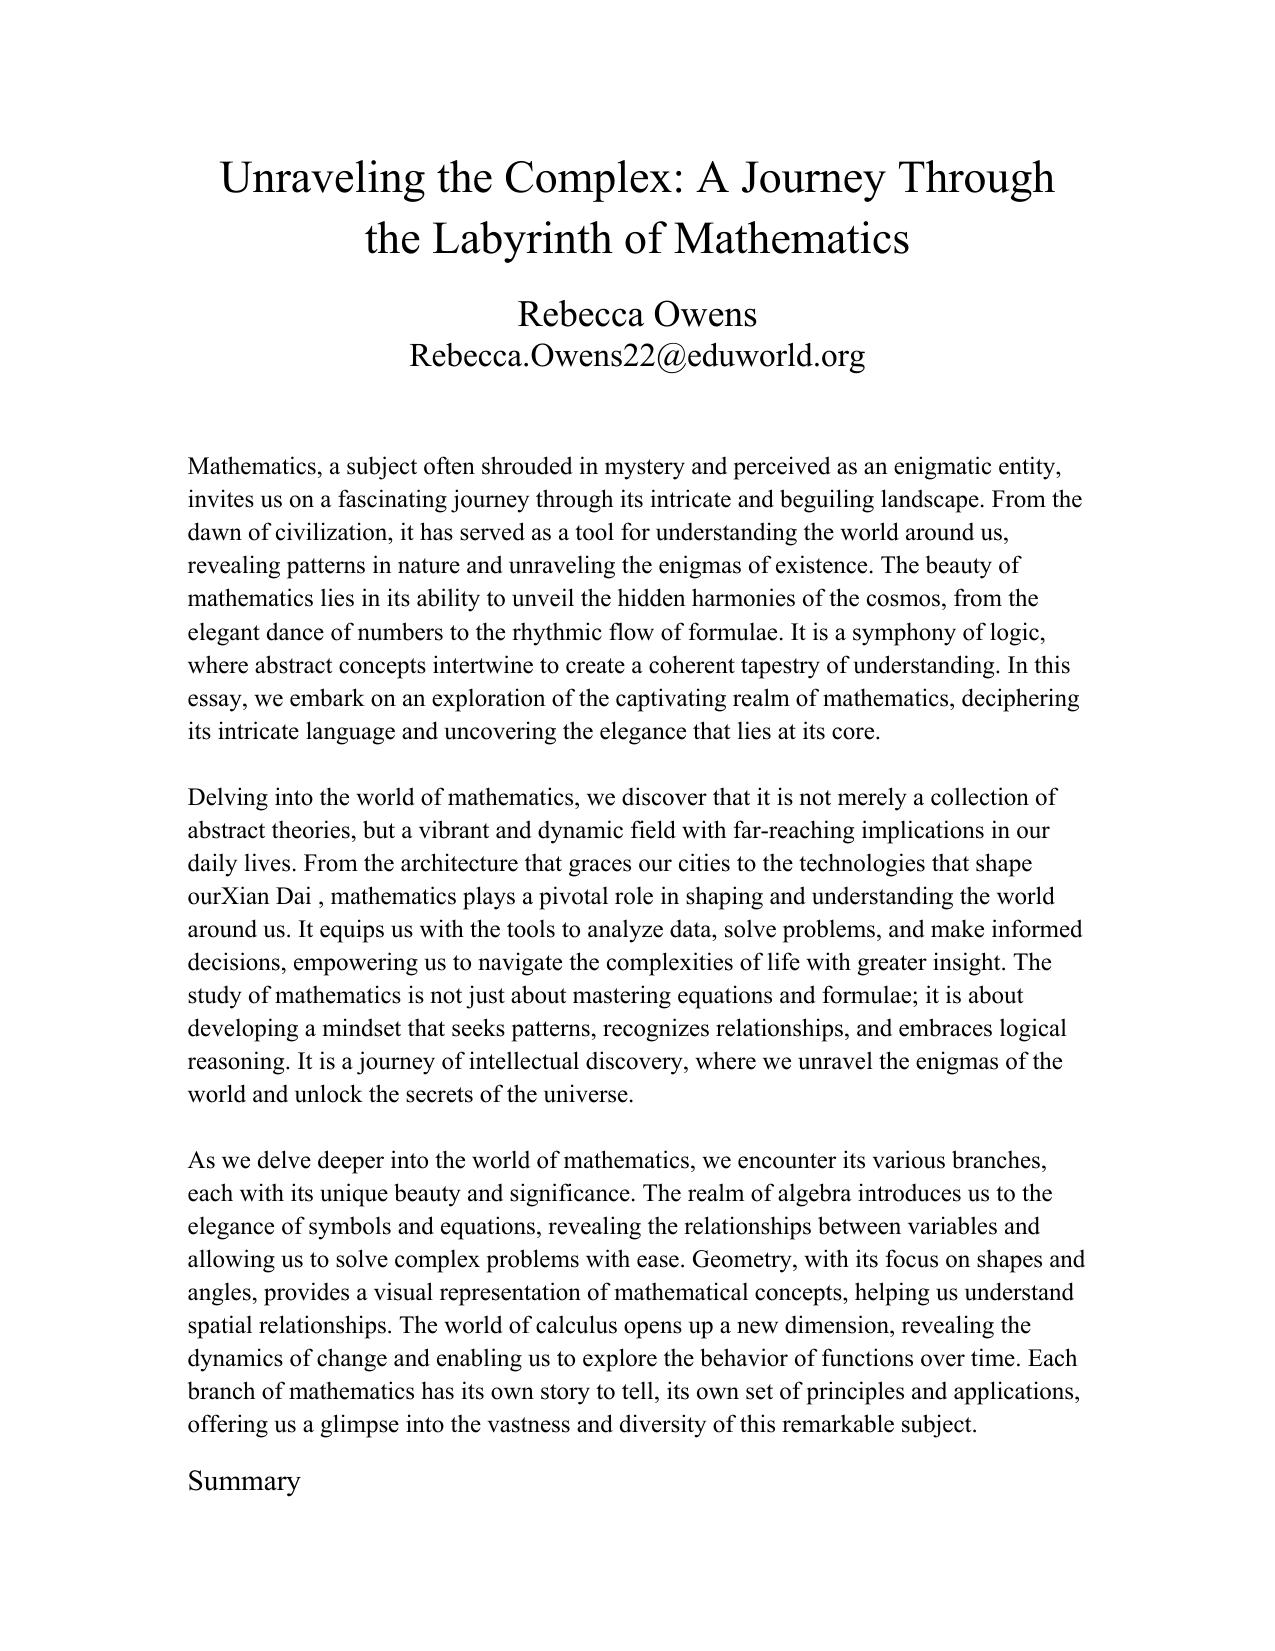 Unraveling the Complex: A Journey Through
the Labyrinth of Mathematics
Rebecca Owens
Rebecca.Owens22@eduworld.org
Mathematics, a subject often shrouded in mystery and perceived as an enigmatic entity,
invites us on a fascinating journey through its intricate and beguiling landscape. From the
dawn of civilization, it has served as a tool for understanding the world around us,
revealing patterns in nature and unraveling the enigmas of existence. The beauty of
mathematics lies in its ability to unveil the hidden harmonies of the cosmos, from the
elegant dance of numbers to the rhythmic flow of formulae. It is a symphony of logic,
where abstract concepts intertwine to create a coherent tapestry of understanding. In this
essay, we embark on an exploration of the captivating realm of mathematics, deciphering
its intricate language and uncovering the elegance that lies at its core.
Delving into the world of mathematics, we discover that it is not merely a collection of
abstract theories, but a vibrant and dynamic field with far-reaching implications in our
daily lives. From the architecture that graces our cities to the technologies that shape
ourXian Dai , mathematics plays a pivotal role in shaping and understanding the world
around us. It equips us with the tools to analyze data, solve problems, and make informed
decisions, empowering us to navigate the complexities of life with greater insight. The
study of mathematics is not just about mastering equations and formulae; it is about
developing a mindset that seeks patterns, recognizes relationships, and embraces logical
reasoning. It is a journey of intellectual discovery, where we unravel the enigmas of the
world and unlock the secrets of the universe.
As we delve deeper into the world of mathematics, we encounter its various branches,
each with its unique beauty and significance. The realm of algebra introduces us to the
elegance of symbols and equations, revealing the relationships between variables and
allowing us to solve complex problems with ease. Geometry, with its focus on shapes and
angles, provides a visual representation of mathematical concepts, helping us understand
spatial relationships. The world of calculus opens up a new dimension, revealing the
dynamics of change and enabling us to explore the behavior of functions over time. Each
branch of mathematics has its own story to tell, its own set of principles and applications,
offering us a glimpse into the vastness and diversity of this remarkable subject.
Summary